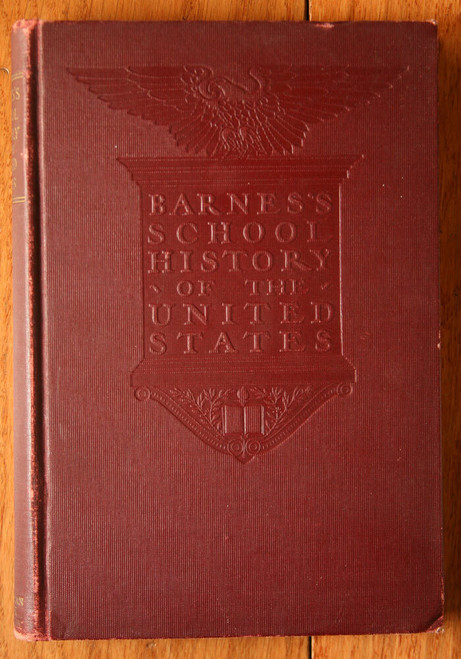 BARNES'S
SCHOOL
HISTORY
OF THE
UNITED
STATES